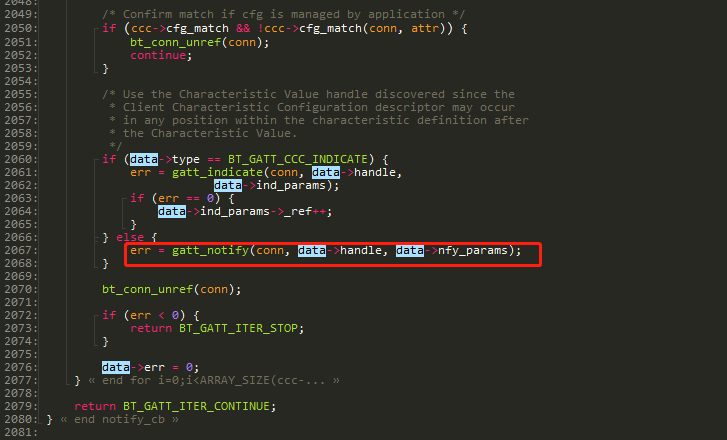 2048:
2049: /* Confirm match if cfg is managed by application */
2050: if (ccc->cfg_match && !ccc->cfg_match(conn, attr)) {
2051: bt_conn_unref(conn);
2052: continue;
2053: }
2054:
2055: /* Use the Characteristic Value handle discovered since the
2056: * Client Characteristic Configuration descriptor may occur
2057: * in any position within the characteristic definition after
2058: * the Characteristic Value.
2059: */
2060: if (data->type == BT_GATT_CCC_INDICATE) {
2061: err = gatt_indicate(conn, data->handle,
2062: data->ind_params);
2063: if (err == 0) {
2064: data->ind_params->_ref++;
2065: }
2066: } else {
2067: err = gatt_notify(conn, data->handle, data->nfy_params);
2068: }
2069:
2070: bt_conn_unref(conn);
2071:
2072: if (err < 0) {
2073: return BT_GATT_ITER_STOP;
2074: }
2075:
2076: data->err = 0;
2077: } « end for i=0;i<ARRAY_SIZE(ccc-... »
2078:
2079: return BT_GATT_ITER_CONTINUE;
2080: } « end notify_cb »
2081: